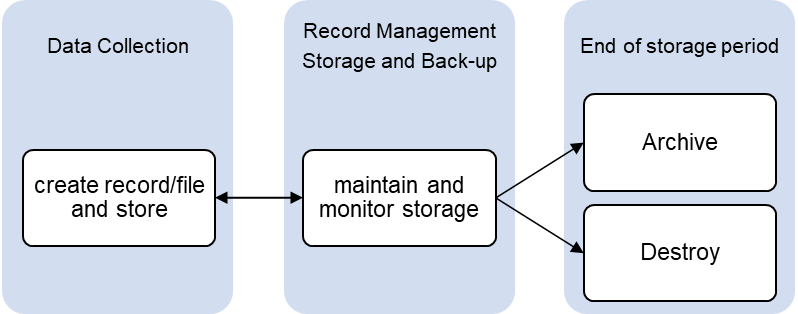 Data Collection
create record/file
and store
Record Management
Storage and Back-up
maintain and
monitor storage
End of storage period
Archive
Destroy